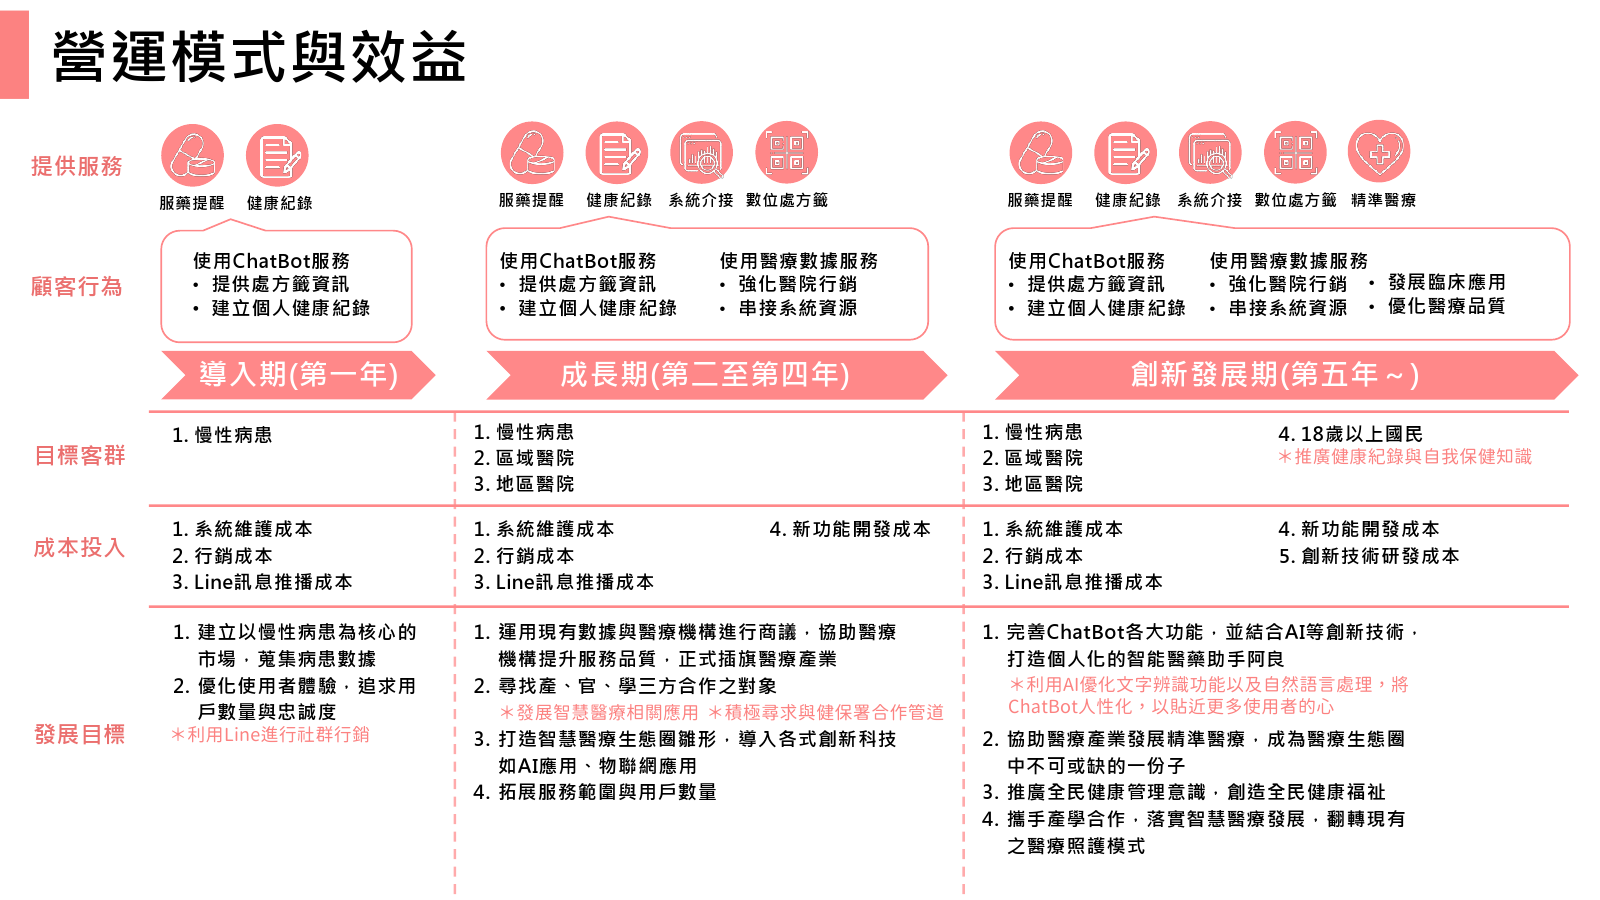 營運模式與效益
提供服務
服藥提醒 健康紀錄
服藥提醒 健康紀錄 系統介接 數位處方籤
服藥提醒 健康紀錄 系統介接 數位處方籤 精準醫療
顧客行為
使用ChatBot服務
• 提供處方籤資訊
• 建立個人健康紀錄
使用ChatBot服務
• 提供處方籤資訊
• 建立個人健康紀錄
使用醫療數據服務
• 強化醫院行銷
• 串接系統資源
使用ChatBot服務
• 提供處方籤資訊
• 建立個人健康紀錄
使用醫療數據服務
• 強化醫院行銷
• 串接系統資源
• 發展臨床應用
• 優化醫療品質
導入期(第一年)
成長期(第二至第四年)
創新發展期(第五年～)
目標客群
1. 慢性病患
1. 慢性病患
2. 區域醫院
3. 地區醫院
1. 慢性病患
2. 區域醫院
3. 地區醫院
4. 18歲以上國民
＊推廣健康紀錄與自我保健知識
成本投入
1. 系統維護成本
2. 行銷成本
3. Line訊息推播成本
1. 系統維護成本
2. 行銷成本
3. Line訊息推播成本
4. 新功能開發成本
1. 系統維護成本
2. 行銷成本
3. Line訊息推播成本
4. 新功能開發成本
5. 創新技術研發成本
發展目標
1. 建立以慢性病患為核心的
市場，蒐集病患數據
2. 優化使用者體驗，追求用
戶數量與忠誠度
＊利用Line進行社群行銷
1. 運用現有數據與醫療機構進行商議，協助醫療
機構提升服務品質，正式插旗醫療產業
2. 尋找產、官、學三方合作之對象
＊發展智慧醫療相關應用 ＊積極尋求與健保署合作管道
3. 打造智慧醫療生態圈雛形，導入各式創新科技
如AI應用、物聯網應用
4. 拓展服務範圍與用戶數量
1. 完善ChatBot各大功能，並結合AI等創新技術，
打造個人化的智能醫藥助手阿良
＊利用AI優化文字辨識功能以及自然語言處理，將
ChatBot人性化，以貼近更多使用者的心
2. 協助醫療產業發展精準醫療，成為醫療生態圈
中不可或缺的一份子
3. 推廣全民健康管理意識，創造全民健康福祉
4. 攜手產學合作，落實智慧醫療發展，翻轉現有
之醫療照護模式